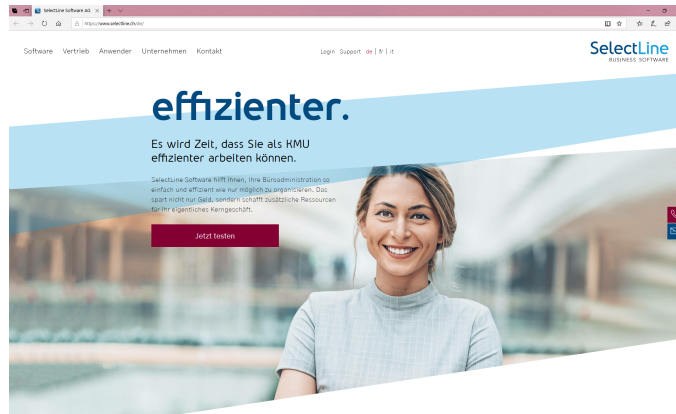 SelectLine Software AG
https://www.selectline.ch/de/
Software Vertrieb Anwender Unternehmen Kontakt
Login Support de | fr | it
SelectLine
BUSINESS SOFTWARE
effizienter.
Es wird Zeit, dass Sie als KMU
effizienter arbeiten können.
SelectLine Software hilft Ihnen, Ihre Büroadministration so
einfach und effizient wie nur möglich zu organisieren. Das
spart nicht nur Geld, sondern schafft zusätzliche Ressourcen
für Ihr eigentliches Kerngeschäft.
Jetzt testen